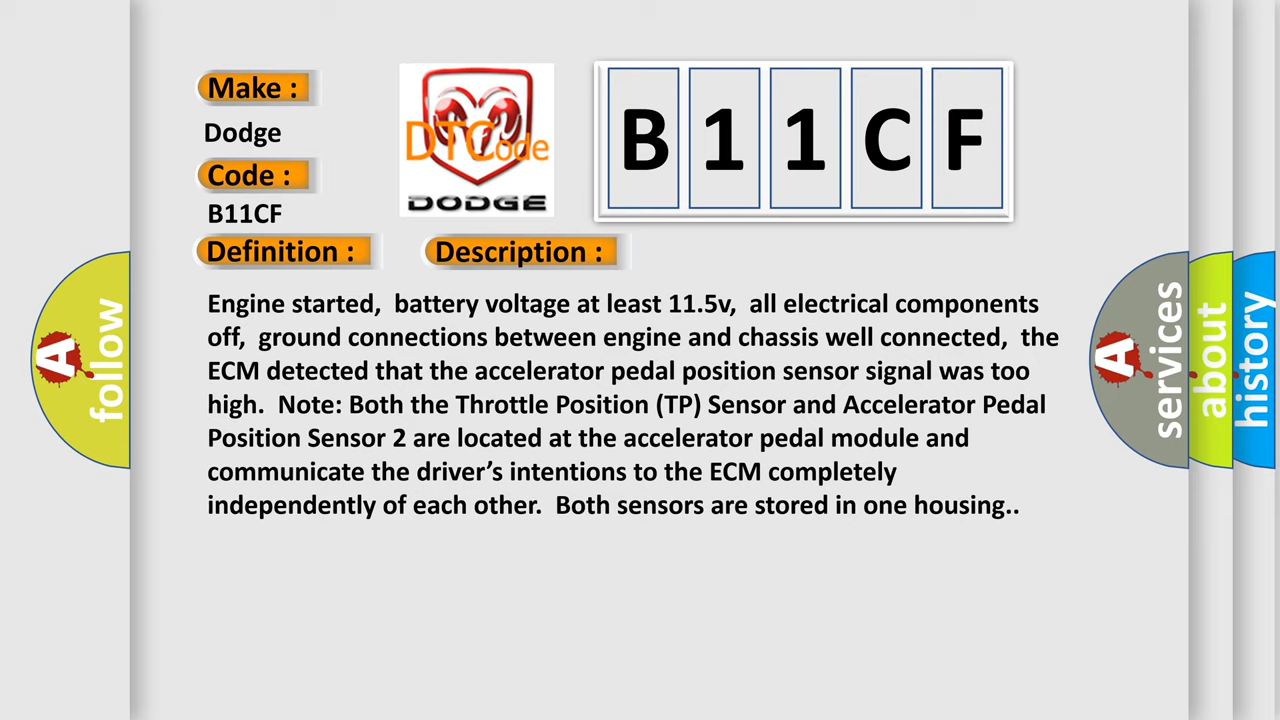 Make :
Dodge
Code :
B11CF
Definition :
Description :
DTCode
DODGE
B 1 1 C F
Engine started,  battery voltage at least 11.5v,  all electrical components
off,  ground connections between engine and chassis well connected,  the
ECM detected that the accelerator pedal position sensor signal was too
high.  Note: Both the Throttle Position (TP) Sensor and Accelerator Pedal
Position Sensor 2 are located at the accelerator pedal module and
communicate the driver’s intentions to the ECM completely
independently of each other.  Both sensors are stored in one housing..
A
follow
A
services
about
history